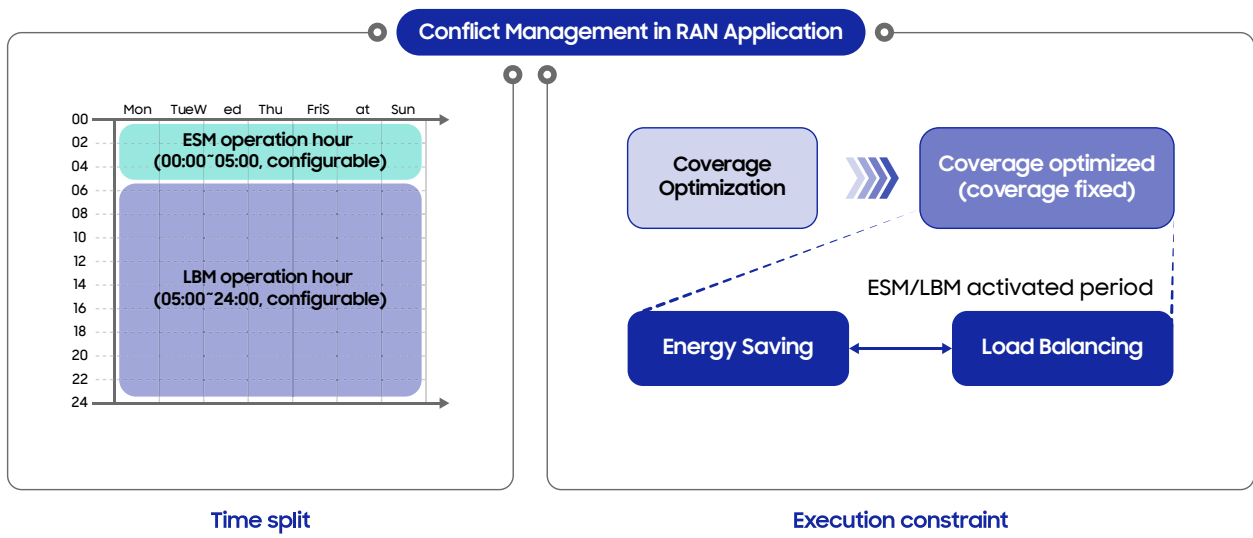 Conflict Management in RAN Application
Mon TueW ed Thu FriS at Sun
00
02
04
06
08
10
12
14
16
18
20
22
24
ESM operation hour
(00:00~05:00, configurable)
LBM operation hour
(05:00~24:00, configurable)
Time split
Coverage
Optimization
Coverage optimized
(coverage fixed)
ESM/LBM activated period
Energy Saving
Load Balancing
Execution constraint